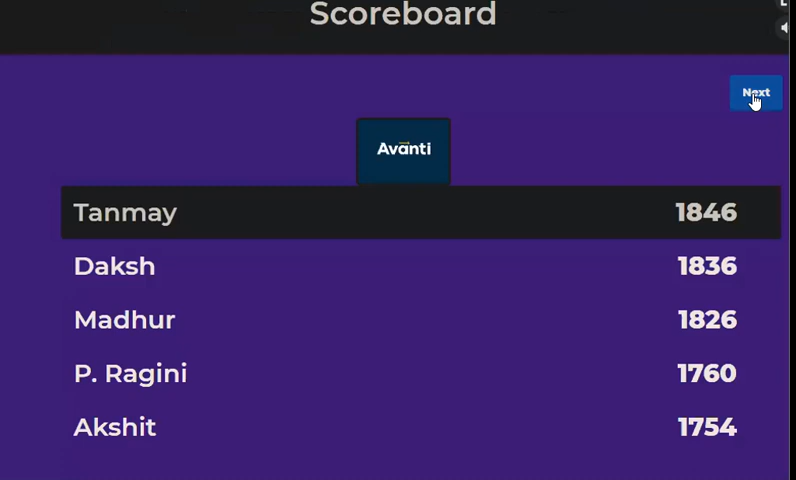 Scoreboard
Next
Avanti
Tanmay 1846
Daksh 1836
Madhur 1826
P. Ragini 1760
Akshit 1754